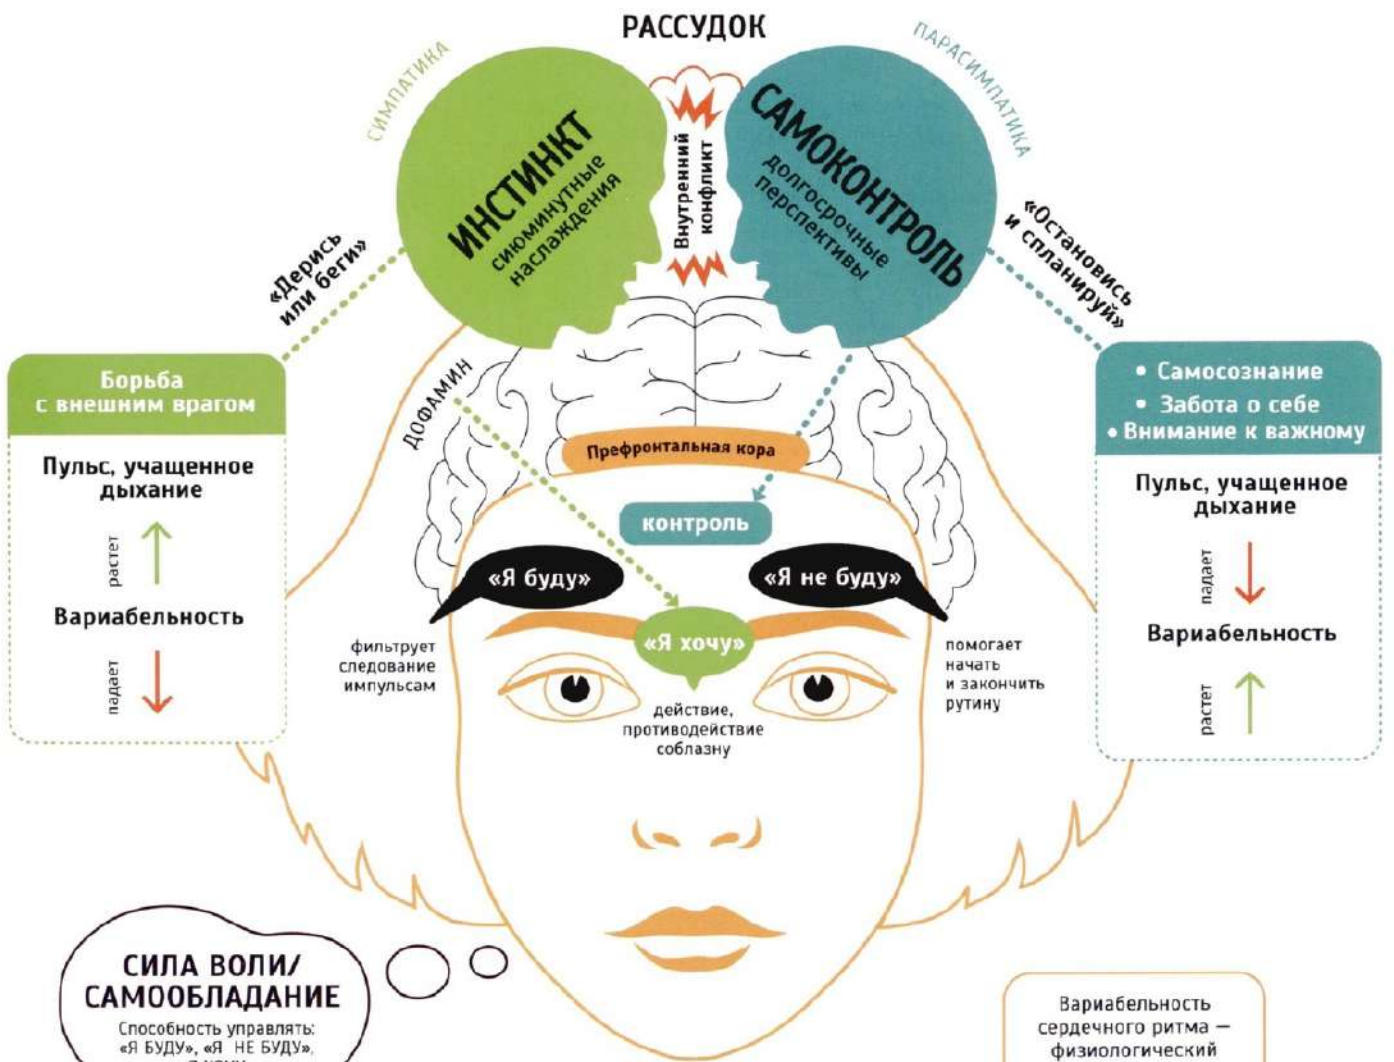 РАССУДОК
СИМПАТИКА
ПАРАСИМПАТИКА
ИНСТИНКТ
сиюминутные
наслаждения
Внутренний
конфликт
САМОКОНТРОЛЬ
долгосрочные
перспективы
«Дерись
или беги»
«Остановись
и спланируй»
Борьба
с внешним врагом
Пульс, учащенное
дыхание
растет
Вариабельность
падает
ДОФАМИН
Префронтальная кора
контроль
«Я буду»
«Я не буду»
«Я хочу»
фильтрует
следование
импульсам
действие,
противодействие
соблазну
помогает
начать
и закончить
рутину
• Самосознание
• Забота о себе
• Внимание к важному
Пульс, учащенное
дыхание
падает
Вариабельность
растет
СИЛА ВОЛИ/
САМООБЛАДАНИЕ
Способность управлять:
«Я БУДУ», «Я НЕ БУДУ»,
Вариабельность
сердечного ритма —
физиологический